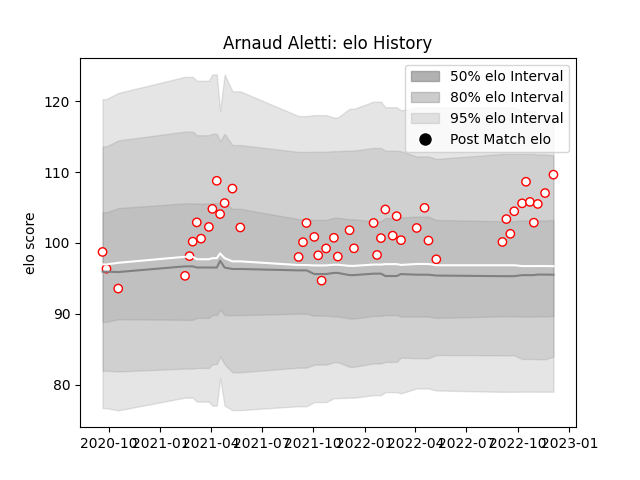 Arnaud Aletti: elo History
50% elo Interval
80% elo Interval
95% elo Interval
Post Match elo
elo score
120
110
100
90
80
2020-10 2021-01 2021-04 2021-07 2021-10 2022-01 2022-04 2022-07 2022-10 2023-01